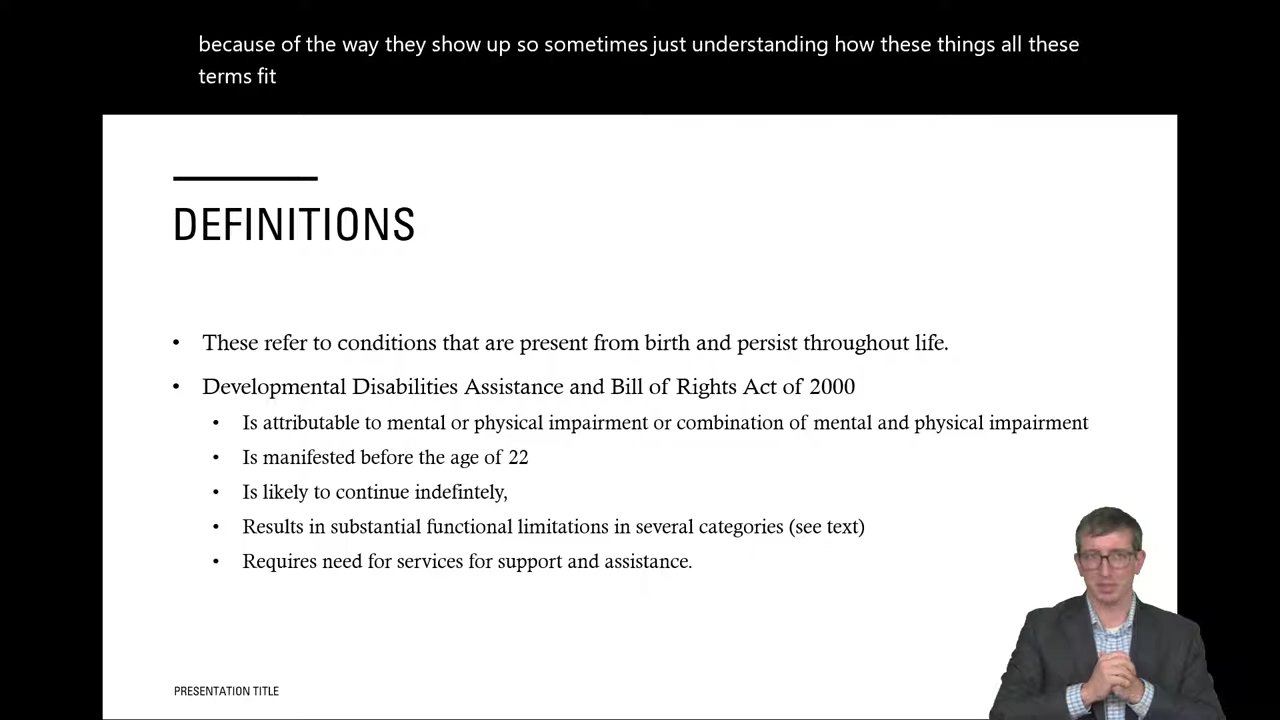 because of the way they show up so sometimes just understanding how these things all these
terms fit
DEFINITIONS
• These refer to conditions that are present from birth and persist throughout life.
• Developmental Disabilities Assistance and Bill of Rights Act of 2000
• Is attributable to mental or physical impairment or combination of mental and physical impairment
• Is manifested before the age of 22
• Is likely to continue indefintely,
• Results in substantial functional limitations in several categories (see text)
• Requires need for services for support and assistance.
PRESENTATION TITLE